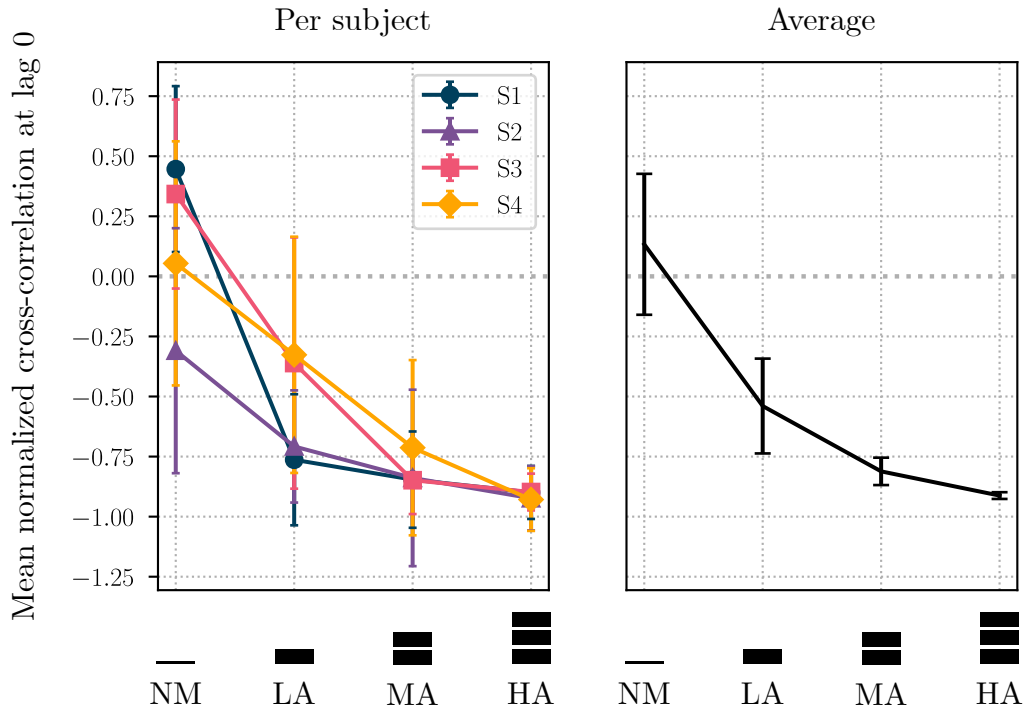 Per subject
Average
Mean normalized cross-correlation at lag 0
0.75
0.50
0.25
0.00
−0.25
−0.50
−0.75
−1.00
−1.25
S1
S2
S3
S4
NM LA MA HA
NM LA MA HA